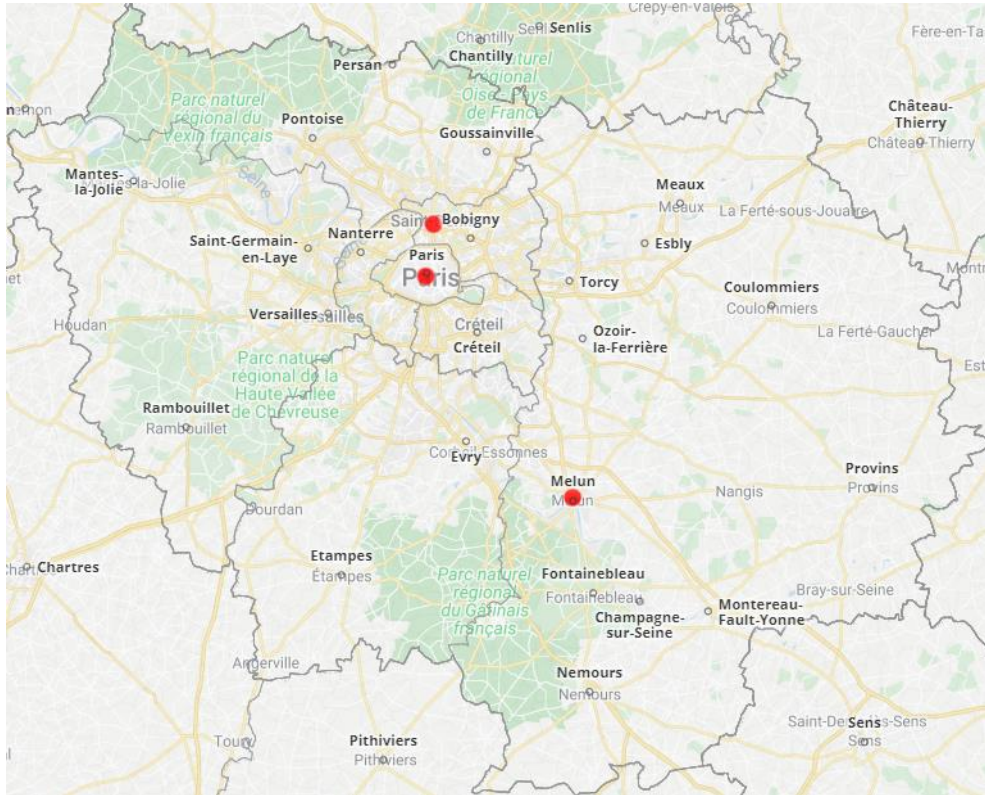 Crépy-en-Valois
Senlis
Chantilly
Chantilly
Persan
Parc naturel
régional
Oise-Pays
de France
Parc naturel
régional du
Vexin français
Pontoise
Goussainville
Château-
Thierry
Château-Thierry
Mantes-
la-Jolie
Seine
Meaux
Meaux
La Ferté-sous-Jouarre
Bobigny
Nanterre
Saint-Germain-
en-Laye
Esbly
Paris
Paris
Torcy
Coulommiers
Coulommiers
Versailles
Houdan
Créteil
Créteil
Ozoir-
la-Ferrière
La Ferté-Gaucher
Parc naturel
régional de la
Haute Vallée
de Chevreuse
Rambouillet
Rambouillet
Corbeil-Essonnes
Evry
Melun
Provins
Provins
Nangis
Dourdan
Chartres
Etampes
Étampes
Parc naturel
régional
du Gâtinais
français
Fontainebleau
Fontainebleau
Champagne-
sur-Seine
Montereau-
Fault-Yonne
Bray-sur-Seine
Angerville
Nemours
Nemours
Toury
Pithiviers
Pithiviers
Sens
Sens